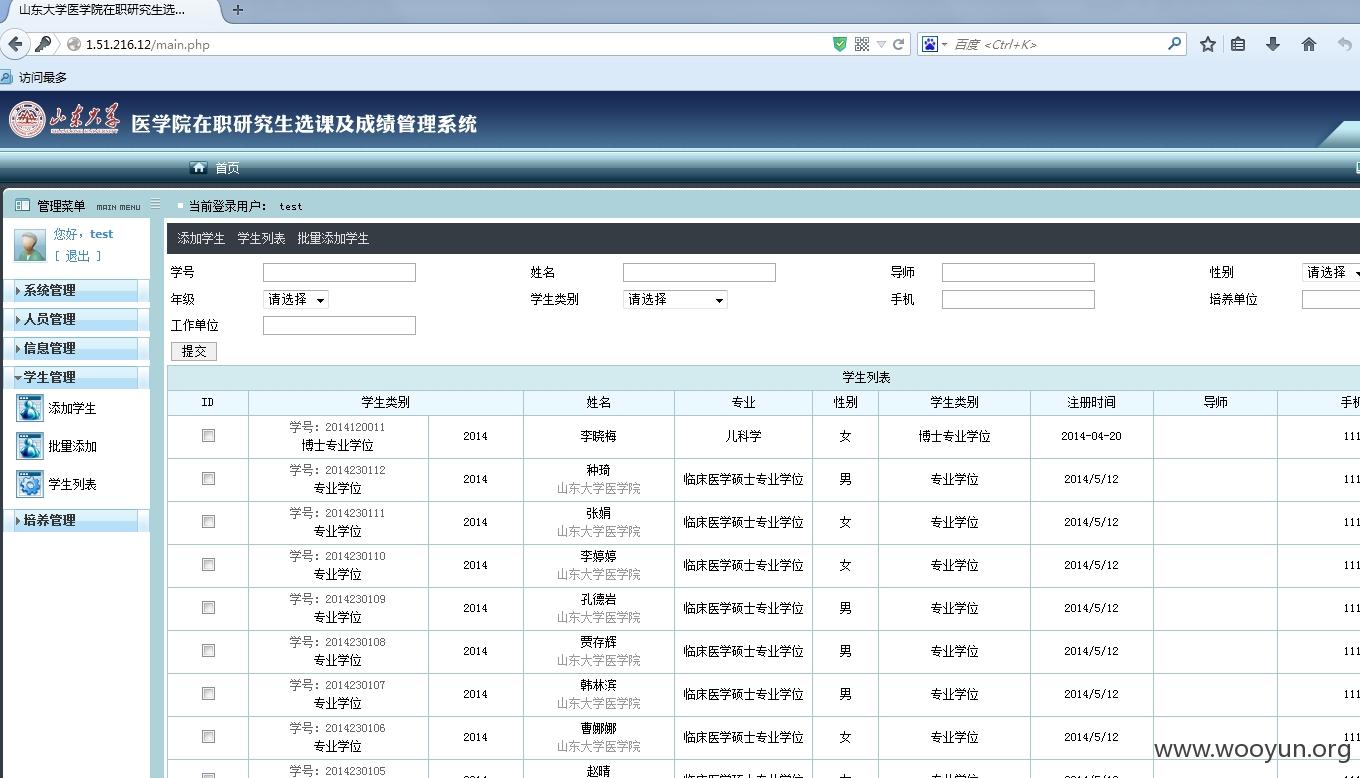 山东大学医学院在职研究生选...
1.51.216.12/main.php
百度 <Ctrl+K>
访问最多
山东大学 医学院在职研究生选课及成绩管理系统
SHANDONG UNIVERSITY
首页
管理菜单 MAIN MENU
当前登录用户： test
您好，test
[ 退出 ]
系统管理
人员管理
信息管理
学生管理
添加学生
批量添加
学生列表
培养管理
添加学生 学生列表 批量添加学生
学号 姓名 导师 性别 请选择
年级 请选择 学生类别 请选择 手机 培养单位
工作单位
提交
学生列表
ID 学生类别 姓名 专业 性别 学生类别 注册时间 导师 手机
学号：2014120011
博士专业学位 2014 李晓梅 儿科学 女 博士专业学位 2014-04-20 111
学号：2014230112 种琦
专业学位 2014 山东大学医学院 临床医学硕士专业学位 男 专业学位 2014/5/12 111
学号：2014230111 张娟
专业学位 2014 山东大学医学院 临床医学硕士专业学位 女 专业学位 2014/5/12 111
学号：2014230110 李婷婷
专业学位 2014 山东大学医学院 临床医学硕士专业学位 女 专业学位 2014/5/12 111
学号：2014230109 孔德岩
专业学位 2014 山东大学医学院 临床医学硕士专业学位 男 专业学位 2014/5/12 111
学号：2014230108 贾存辉
专业学位 2014 山东大学医学院 临床医学硕士专业学位 男 专业学位 2014/5/12 111
学号：2014230107 韩林滨
专业学位 2014 山东大学医学院 临床医学硕士专业学位 男 专业学位 2014/5/12 111
学号：2014230106 曹娜娜
专业学位 2014 山东大学医学院 临床医学硕士专业学位 女 专业学位 2014/5/12 111
学号：2014230105 赵晴
www.wooyun.org